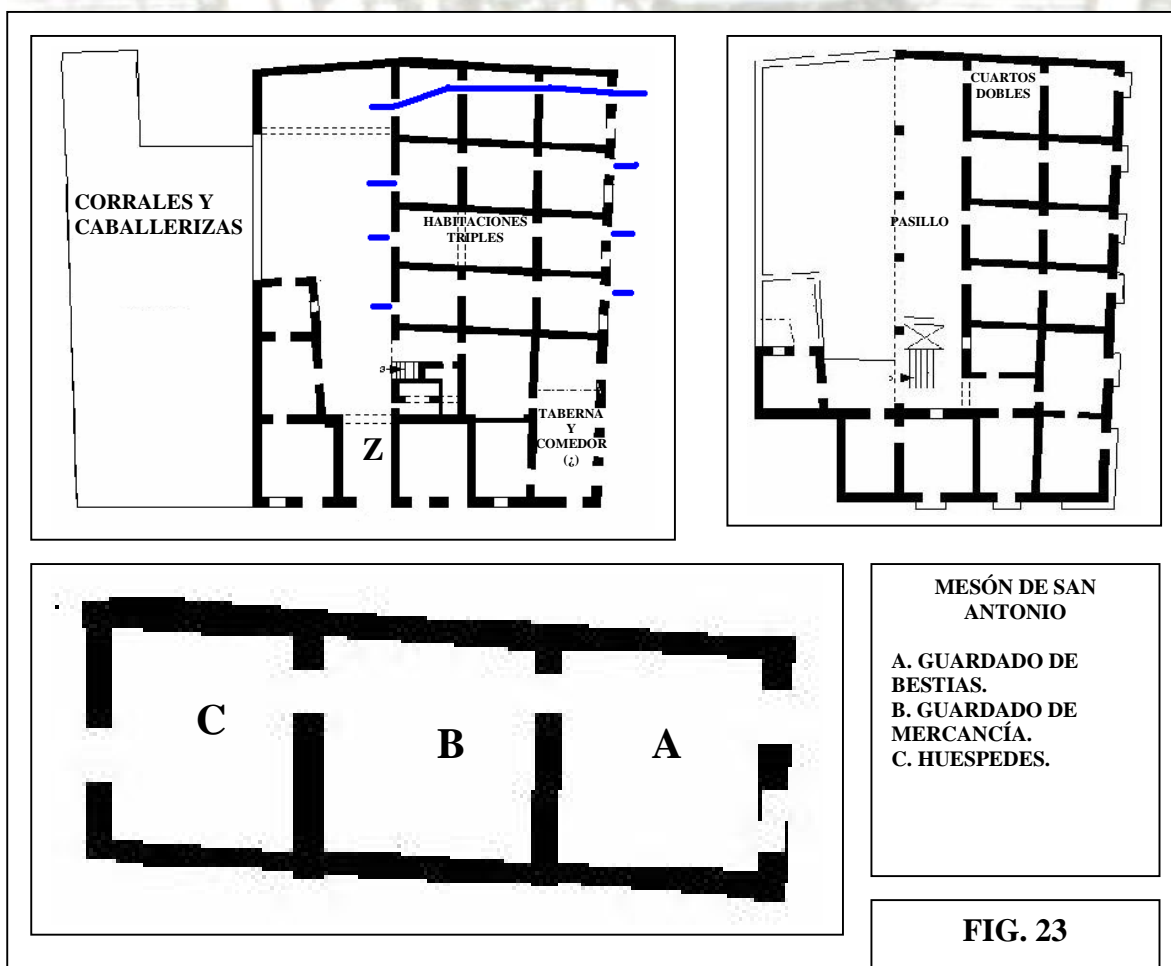 CORRALES Y
CABALLERIZAS
HABITACIONES
TRIPLES
Z
TABERNA
Y
COMEDOR
(¿)
CUARTOS
DOBLES
PASILLO
C
B
A
MESÓN DE SAN
ANTONIO
A. GUARDADO DE
BESTIAS.
B. GUARDADO DE
MERCANCÍA.
C. HUESPEDES.
FIG. 23